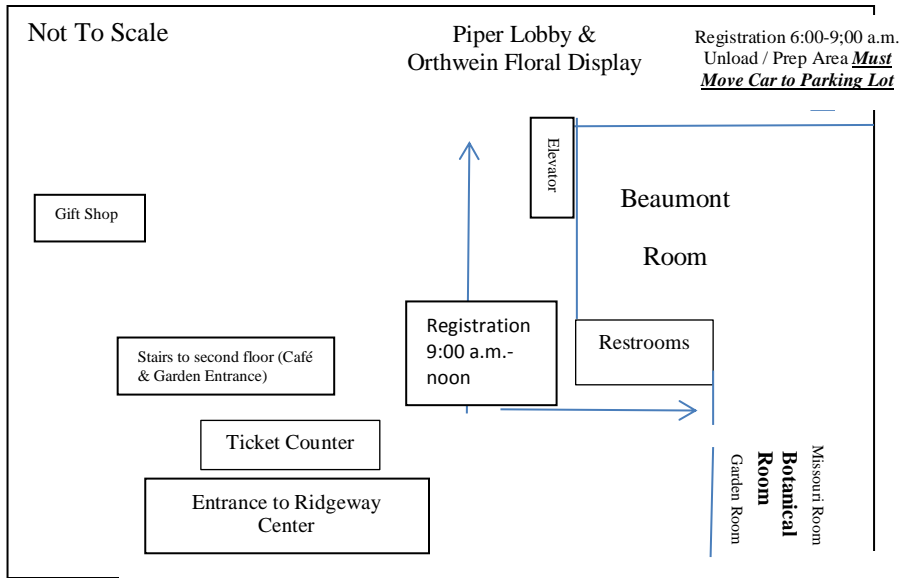 Not To Scale
Piper Lobby &
Orthwein Floral Display
Registration 6:00-9;00 a.m.
Unload / Prep Area Must
Move Car to Parking Lot
Elevator
Gift Shop
Beaumont
Room
Registration
9:00 a.m.-
noon
Restrooms
Stairs to second floor (Café
& Garden Entrance)
Ticket Counter
Entrance to Ridgeway
Center
Missouri Room
Botanical
Room
Garden Room